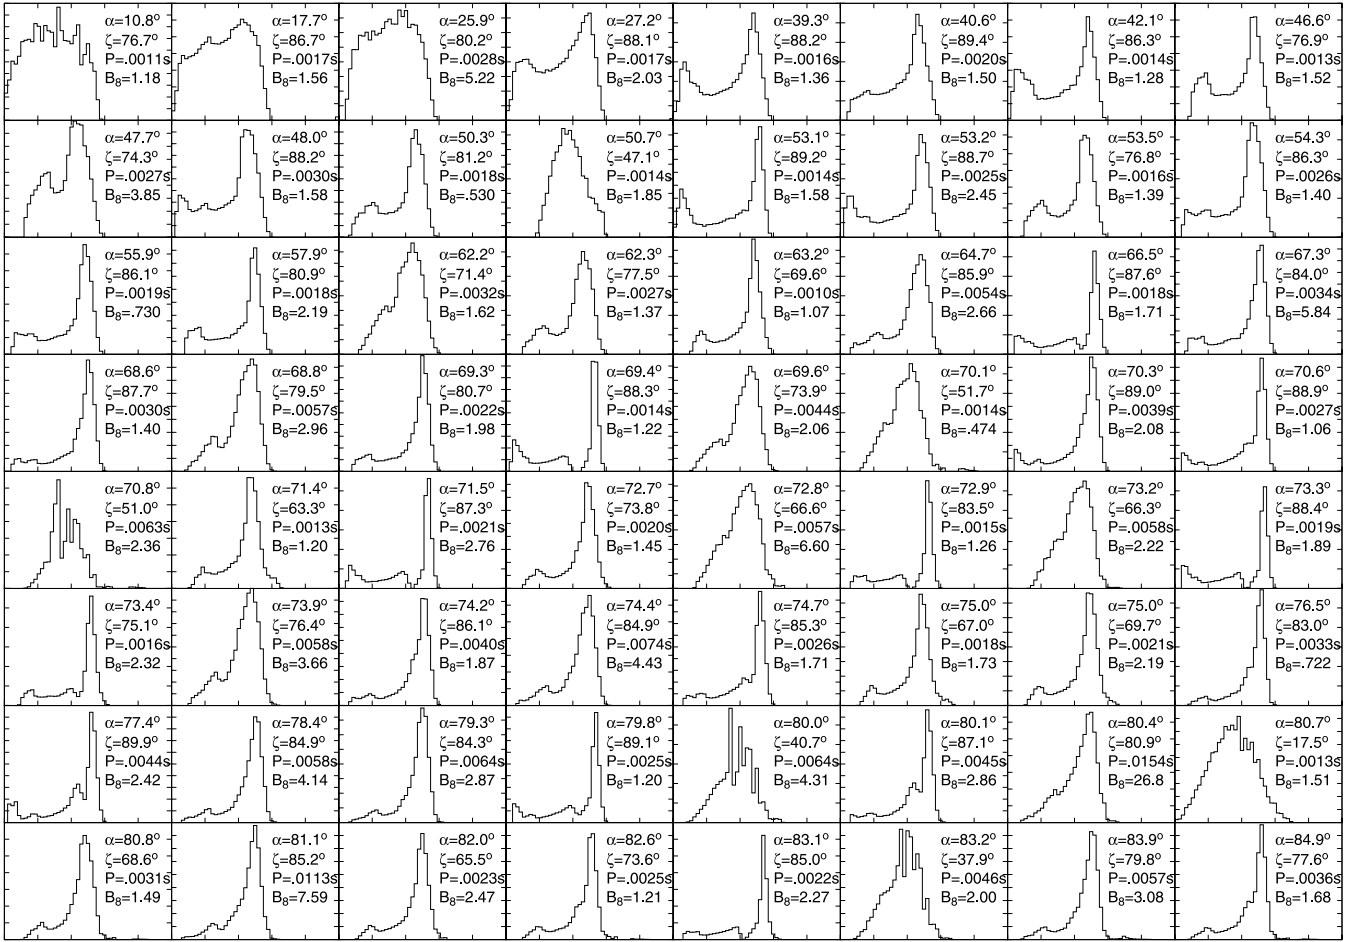 α=10.8°
ζ=76.7°
P=.0011s
B₈=1.18
α=17.7°
ζ=86.7°
P=.0017s
B₈=1.56
α=25.9°
ζ=80.2°
P=.0028s
B₈=5.22
α=27.2°
ζ=88.1°
P=.0017s
B₈=2.03
α=39.3°
ζ=88.2°
P=.0016s
B₈=1.36
α=40.6°
ζ=89.4°
P=.0020s
B₈=1.50
α=42.1°
ζ=86.3°
P=.0014s
B₈=1.28
α=46.6°
ζ=76.9°
P=.0013s
B₈=1.52
α=47.7°
ζ=74.3°
P=.0027s
B₈=3.85
α=48.0°
ζ=88.2°
P=.0030s
B₈=1.58
α=50.3°
ζ=81.2°
P=.0018s
B₈=.530
α=50.7°
ζ=47.1°
P=.0014s
B₈=1.85
α=53.1°
ζ=89.2°
P=.0014s
B₈=1.58
α=53.2°
ζ=88.7°
P=.0025s
B₈=2.45
α=53.5°
ζ=76.8°
P=.0016s
B₈=1.39
α=54.3°
ζ=86.3°
P=.0026s
B₈=1.40
α=55.9°
ζ=86.1°
P=.0019s
B₈=.730
α=57.9°
ζ=80.9°
P=.0018s
B₈=2.19
α=62.2°
ζ=71.4°
P=.0032s
B₈=1.62
α=62.3°
ζ=77.5°
P=.0027s
B₈=1.37
α=63.2°
ζ=69.6°
P=.0010s
B₈=1.07
α=64.7°
ζ=85.9°
P=.0054s
B₈=2.66
α=66.5°
ζ=87.6°
P=.0018s
B₈=1.71
α=67.3°
ζ=84.0°
P=.0034s
B₈=5.84
α=68.6°
ζ=87.7°
P=.0030s
B₈=1.40
α=68.8°
ζ=79.5°
P=.0057s
B₈=2.96
α=69.3°
ζ=80.7°
P=.0022s
B₈=1.98
α=69.4°
ζ=88.3°
P=.0014s
B₈=1.22
α=69.6°
ζ=73.9°
P=.0044s
B₈=2.06
α=70.1°
ζ=51.7°
P=.0014s
B₈=.474
α=70.3°
ζ=89.0°
P=.0039s
B₈=2.08
α=70.6°
ζ=88.9°
P=.0027s
B₈=1.06
α=70.8°
ζ=51.0°
P=.0063s
B₈=2.36
α=71.4°
ζ=63.3°
P=.0013s
B₈=1.20
α=71.5°
ζ=87.3°
P=.0021s
B₈=2.76
α=72.7°
ζ=73.8°
P=.0020s
B₈=1.45
α=72.8°
ζ=66.6°
P=.0057s
B₈=6.60
α=72.9°
ζ=83.5°
P=.0015s
B₈=1.26
α=73.2°
ζ=66.3°
P=.0058s
B₈=2.22
α=73.3°
ζ=88.4°
P=.0019s
B₈=1.89
α=73.4°
ζ=75.1°
P=.0016s
B₈=2.32
α=73.9°
ζ=76.4°
P=.0058s
B₈=3.66
α=74.2°
ζ=86.1°
P=.0040s
B₈=1.87
α=74.4°
ζ=84.9°
P=.0074s
B₈=4.43
α=74.7°
ζ=85.3°
P=.0026s
B₈=1.71
α=75.0°
ζ=67.0°
P=.0018s
B₈=1.73
α=75.0°
ζ=69.7°
P=.0021s
B₈=2.19
α=76.5°
ζ=83.0°
P=.0033s
B₈=.722
α=77.4°
ζ=89.9°
P=.0044s
B₈=2.42
α=78.4°
ζ=84.9°
P=.0058s
B₈=4.14
α=79.3°
ζ=84.3°
P=.0064s
B₈=2.87
α=79.8°
ζ=89.1°
P=.0025s
B₈=1.20
α=80.0°
ζ=40.7°
P=.0064s
B₈=4.31
α=80.1°
ζ=87.1°
P=.0045s
B₈=2.86
α=80.4°
ζ=80.9°
P=.0154s
B₈=26.8
α=80.7°
ζ=17.5°
P=.0013s
B₈=1.51
α=80.8°
ζ=68.6°
P=.0031s
B₈=1.49
α=81.1°
ζ=85.2°
P=.0113s
B₈=7.59
α=82.0°
ζ=65.5°
P=.0023s
B₈=2.47
α=82.6°
ζ=73.6°
P=.0025s
B₈=1.21
α=83.1°
ζ=85.0°
P=.0022s
B₈=2.27
α=83.2°
ζ=37.9°
P=.0046s
B₈=2.00
α=83.9°
ζ=79.8°
P=.0057s
B₈=3.08
α=84.9°
ζ=77.6°
P=.0036s
B₈=1.68